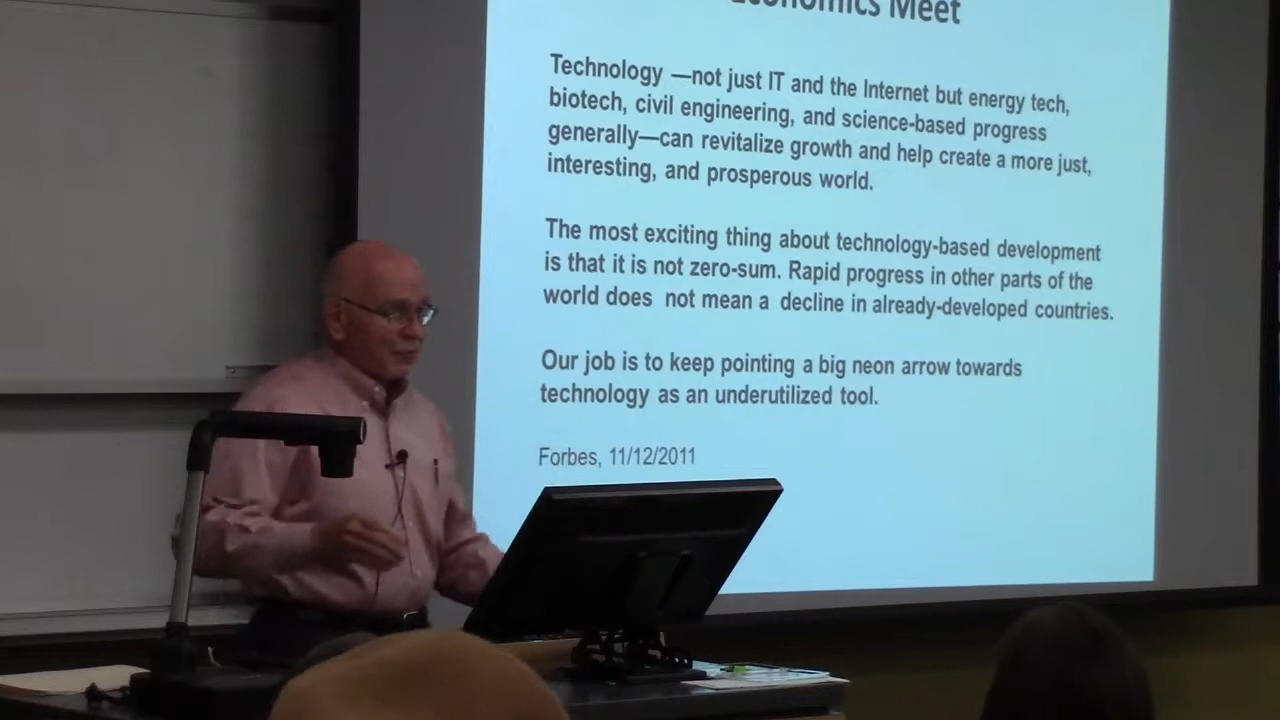 Economics Meet
Technology —not just IT and the Internet but energy tech,
biotech, civil engineering, and science-based progress
generally—can revitalize growth and help create a more just,
interesting, and prosperous world.
The most exciting thing about technology-based development
is that it is not zero-sum. Rapid progress in other parts of the
world does not mean a decline in already-developed countries.
Our job is to keep pointing a big neon arrow towards
technology as an underutilized tool.
Forbes, 11/12/2011